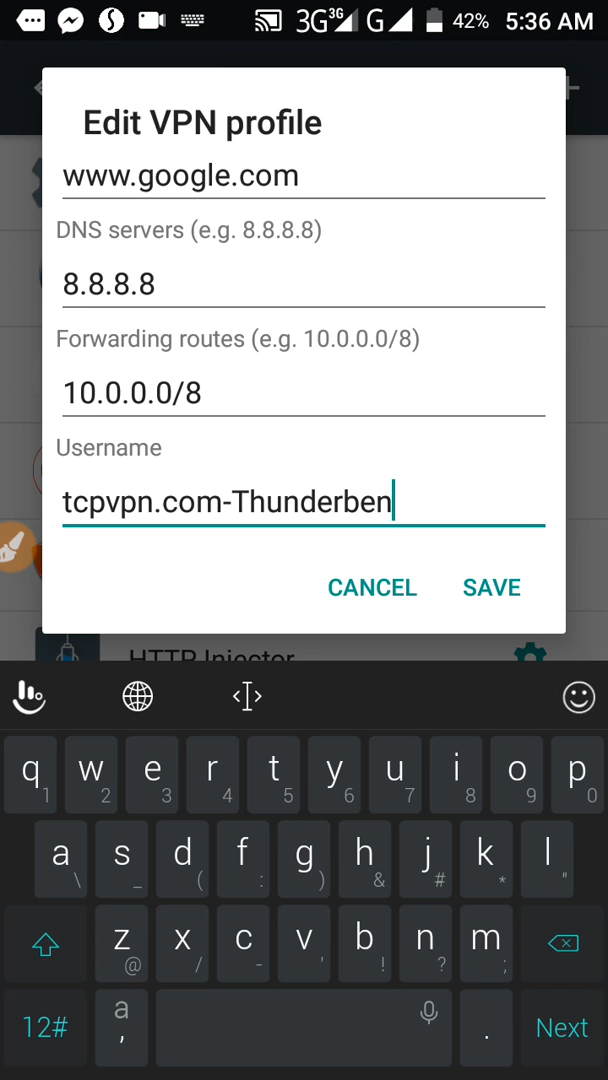 3G 3G G 42% 5:36 AM
Edit VPN profile
www.google.com
DNS servers (e.g. 8.8.8.8)
8.8.8.8
Forwarding routes (e.g. 10.0.0.0/8)
10.0.0.0/8
Username
tcpvpn.com-Thunderben
CANCEL SAVE
HTTP Injector
q w e r t y u i o p
1 2 3 4 5 6 7 8 9 0
a s d f g h j k l
\ _ ( : ) & # * "
z x c v b n m
@ / - ' ! ? ;
12# a , . Next